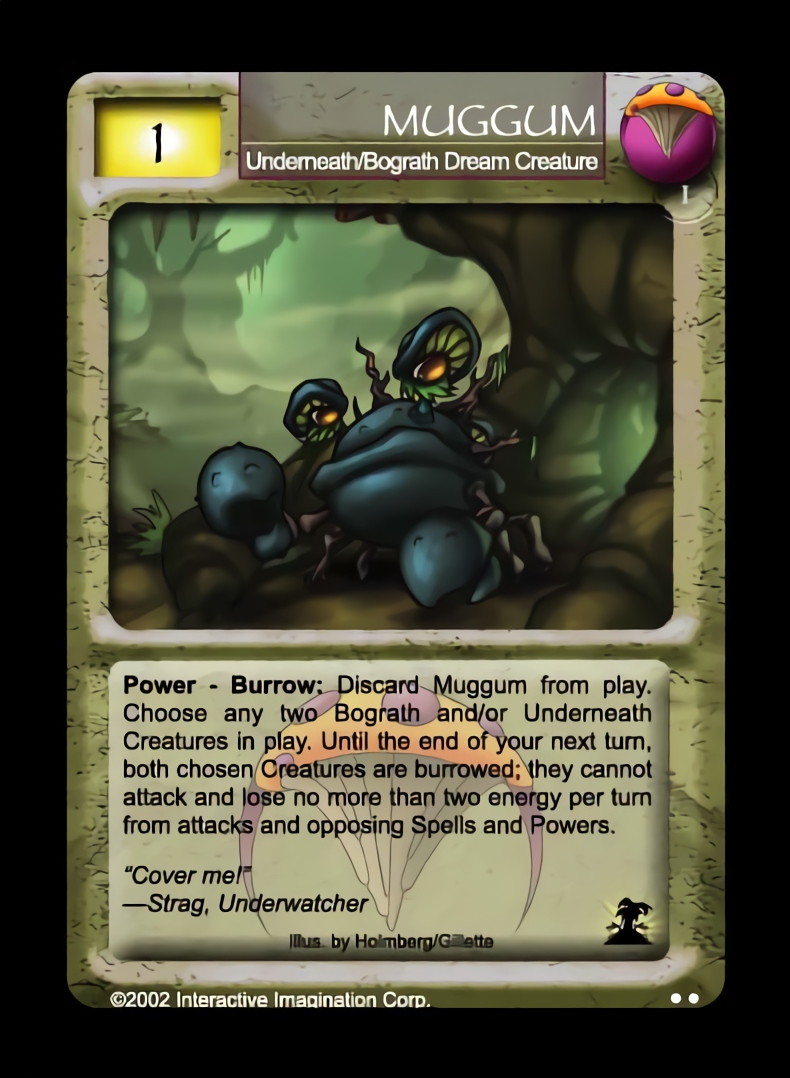 1
MUGGUM
Underneath/Bograth Dream Creature
1
Power - Burrow: Discard Muggum from play.
Choose any two Bograth and/or Underneath
Creatures in play. Until the end of your next turn,
both chosen Creatures are burrowed; they cannot
attack and lose no more than two energy per turn
from attacks and opposing Spells and Powers.
"Cover me!"
—Strag, Underwatcher
Illus. by Holmberg/Gillette
©2002 Interactive Imagination Corp.